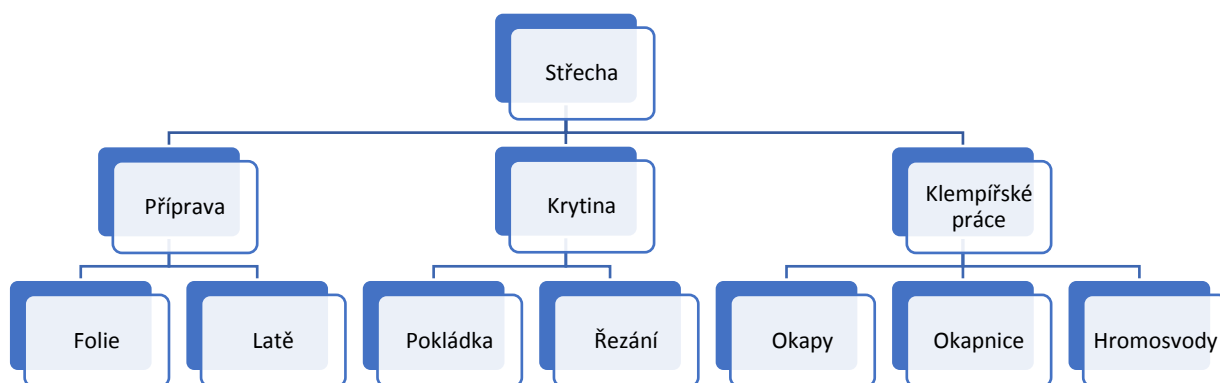 Střecha
Příprava
Krytina
Klempířské
práce
Folie
Latě
Pokládka
Řezání
Okapy
Okapnice
Hromosvody